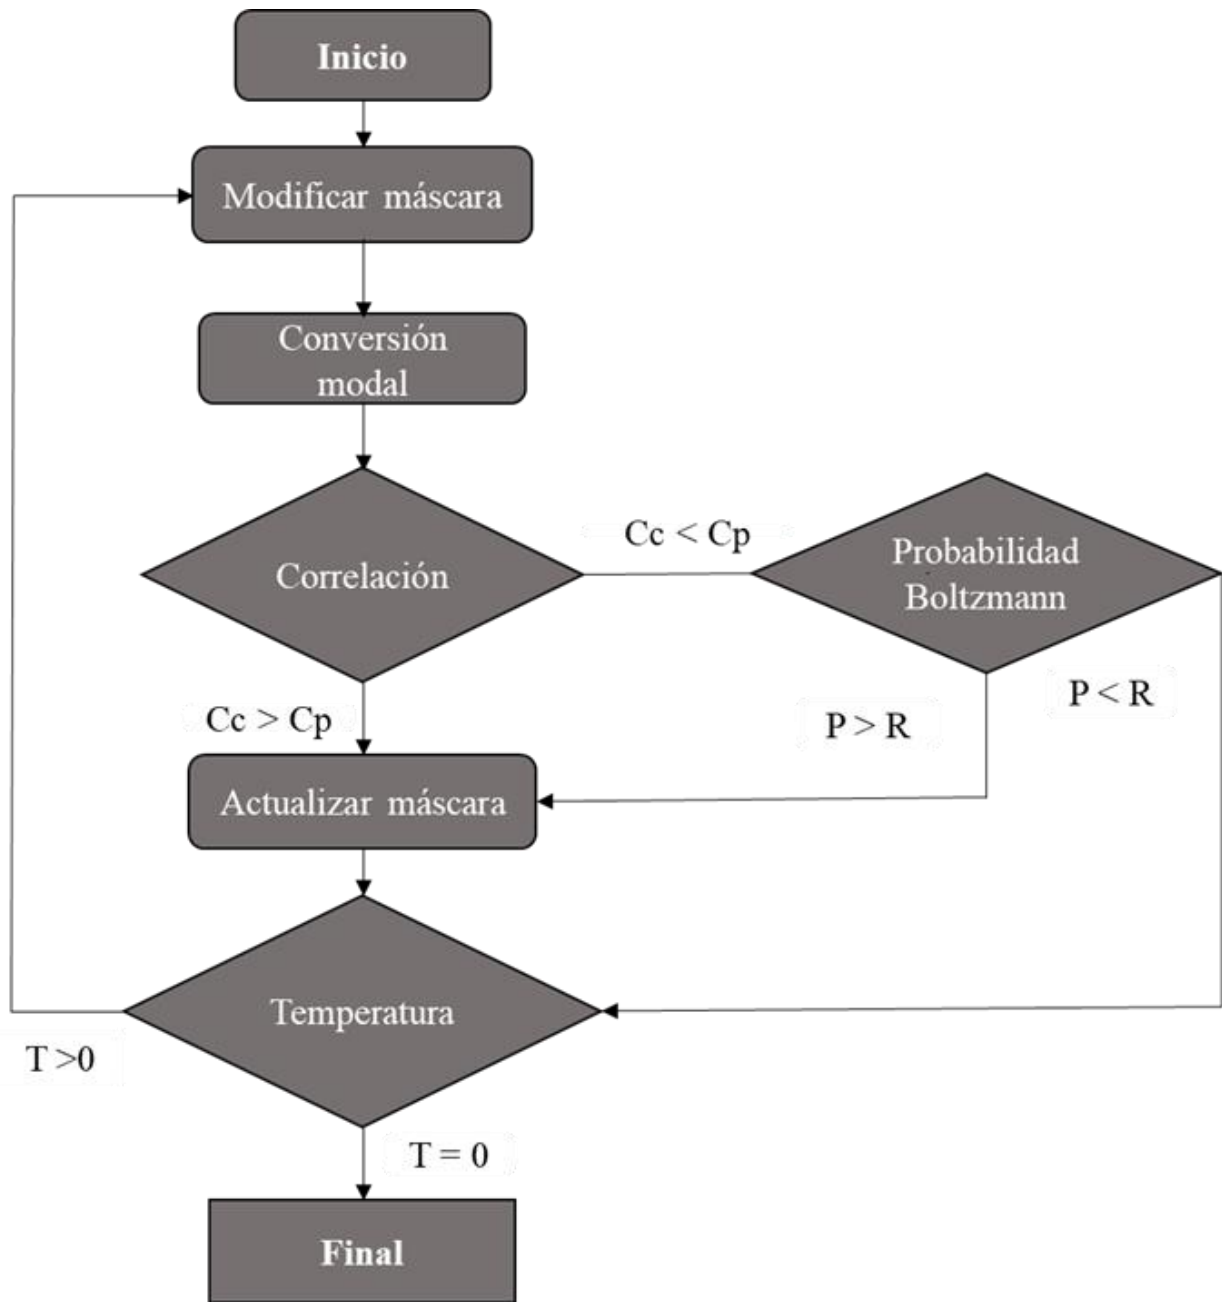 Inicio
Modificar máscara
Conversión
modal
Correlación
Cc < Cp
Probabilidad
Boltzmann
Cc > Cp
P > R
P < R
Actualizar máscara
Temperatura
T >0
T = 0
Final